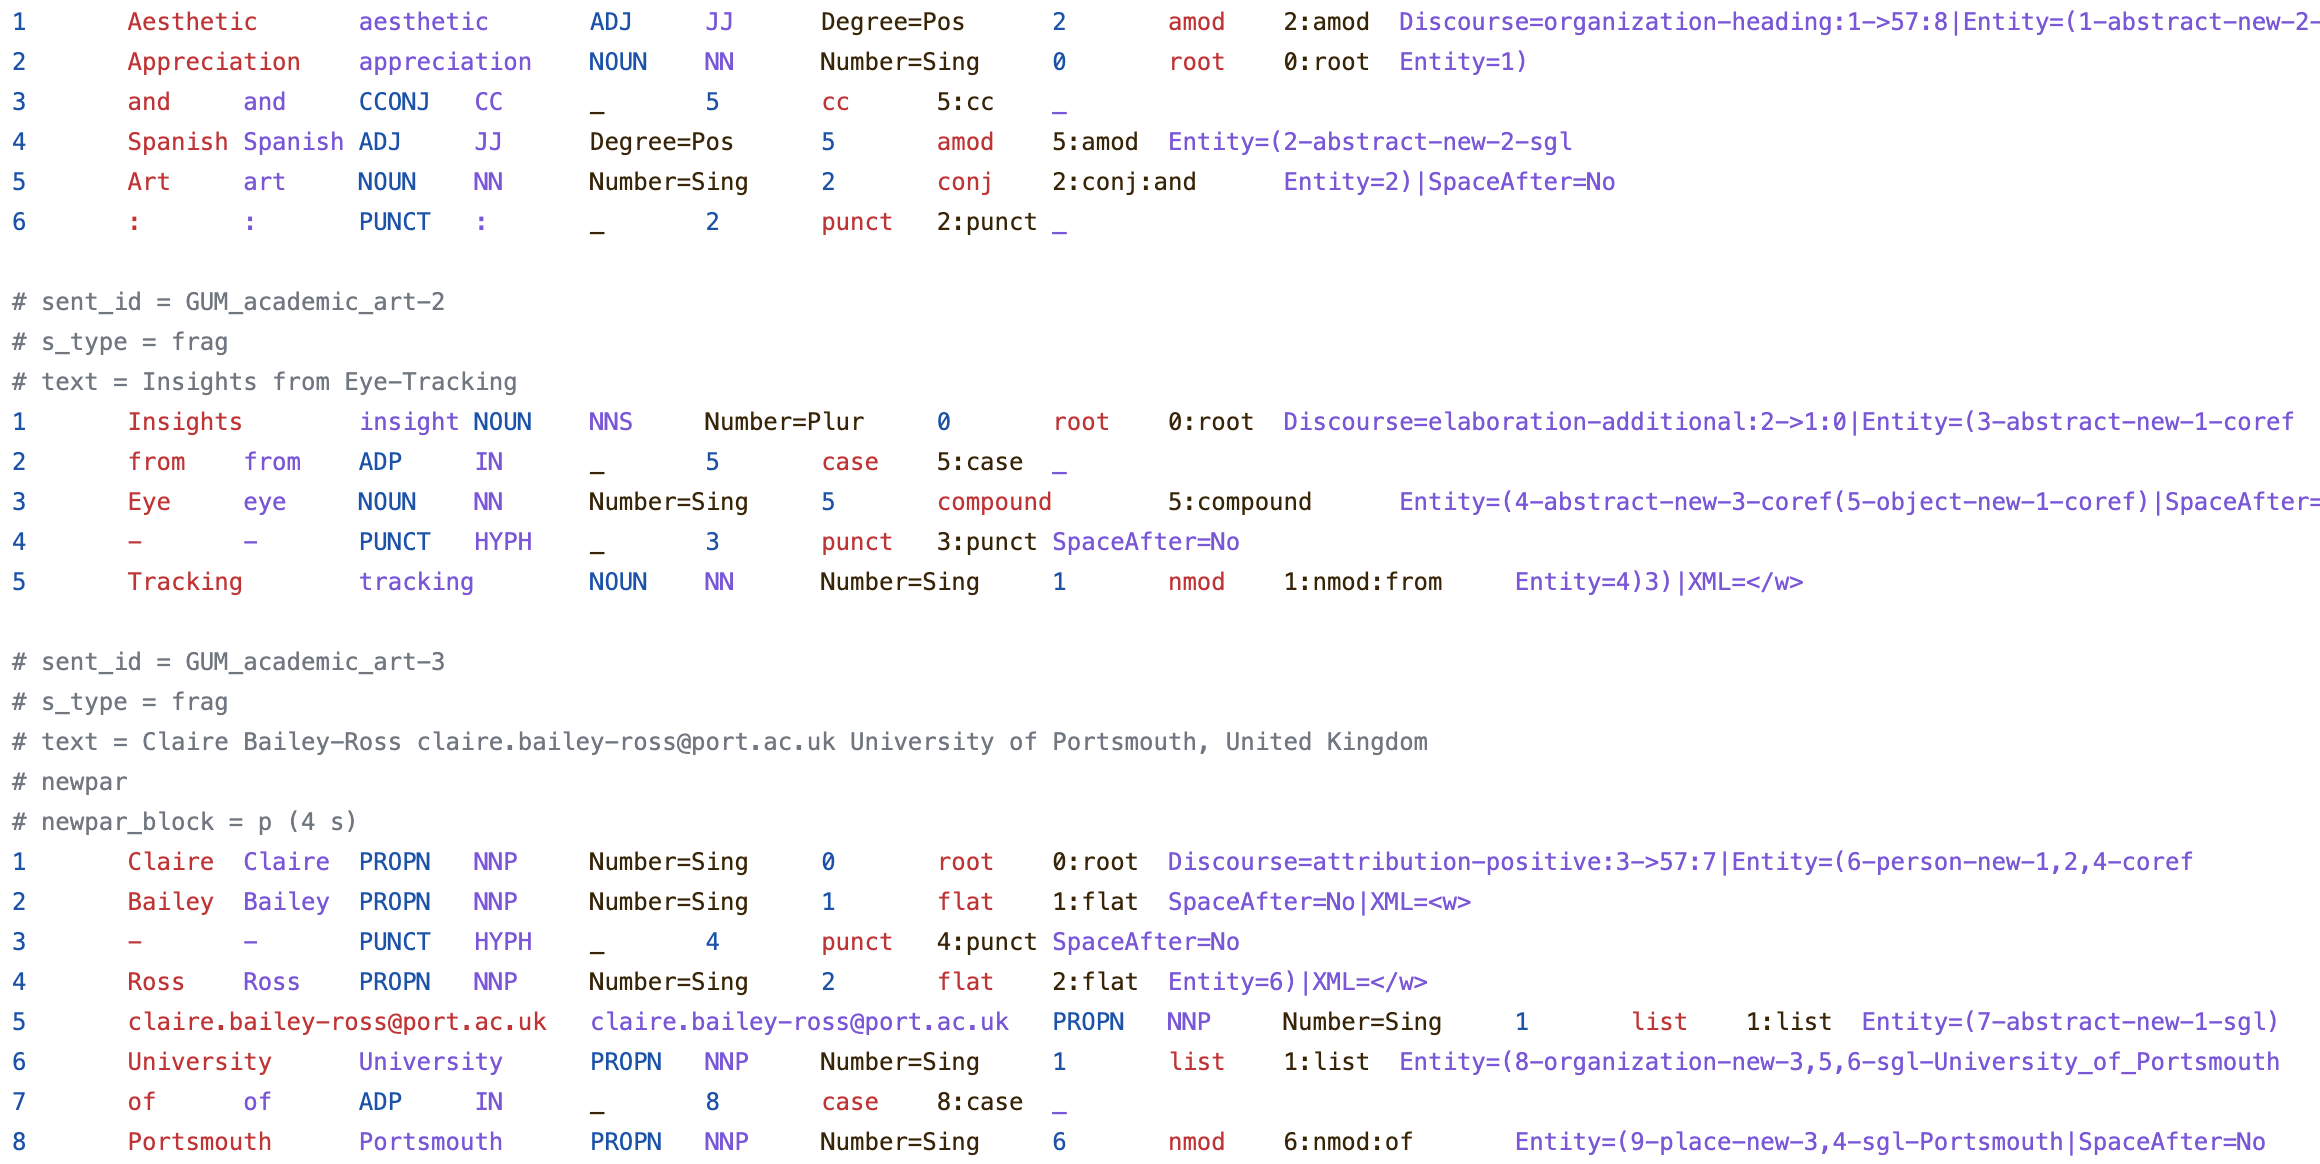 1 Aesthetic aesthetic ADJ JJ Degree=Pos 2 amod 2:amod Discourse=organization-heading:1->57:8|Entity=(1-abstract-new-2-
2 Appreciation appreciation NOUN NN Number=Sing 0 root 0:root Entity=1)
3 and and CCONJ CC _ 5 cc 5:cc _
4 Spanish Spanish ADJ JJ Degree=Pos 5 amod 5:amod Entity=(2-abstract-new-2-sgl
5 Art art NOUN NN Number=Sing 2 conj 2:conj:and Entity=2)|SpaceAfter=No
6 : : PUNCT : _ 2 punct 2:punct _
# sent_id = GUM_academic_art-2
# s_type = frag
# text = Insights from Eye-Tracking
1 Insights insight NOUN NNS Number=Plur 0 root 0:root Discourse=elaboration-additional:2->1:0|Entity=(3-abstract-new-1-coref
2 from from ADP IN _ 5 case 5:case _
3 Eye eye NOUN NN Number=Sing 5 compound 5:compound Entity=(4-abstract-new-3-coref(5-object-new-1-coref)|SpaceAfter=
4 - - PUNCT HYPH _ 3 punct 3:punct SpaceAfter=No
5 Tracking tracking NOUN NN Number=Sing 1 nmod 1:nmod:from Entity=4)3)|XML=</w>
# sent_id = GUM_academic_art-3
# s_type = frag
# text = Claire Bailey-Ross claire.bailey-ross@port.ac.uk University of Portsmouth, United Kingdom
# newpar
# newpar_block = p (4 s)
1 Claire Claire PROPN NNP Number=Sing 0 root 0:root Discourse=attribution-positive:3->57:7|Entity=(6-person-new-1,2,4-coref
2 Bailey Bailey PROPN NNP Number=Sing 1 flat 1:flat SpaceAfter=No|XML=<w>
3 - - PUNCT HYPH _ 4 punct 4:punct SpaceAfter=No
4 Ross Ross PROPN NNP Number=Sing 2 flat 2:flat Entity=6)|XML=</w>
5 claire.bailey-ross@port.ac.uk claire.bailey-ross@port.ac.uk PROPN NNP Number=Sing 1 list 1:list Entity=(7-abstract-new-1-sgl)
6 University University PROPN NNP Number=Sing 1 list 1:list Entity=(8-organization-new-3,5,6-sgl-University_of_Portsmouth
7 of of ADP IN _ 8 case 8:case _
8 Portsmouth Portsmouth PROPN NNP Number=Sing 6 nmod 6:nmod:of Entity=(9-place-new-3,4-sgl-Portsmouth|SpaceAfter=No